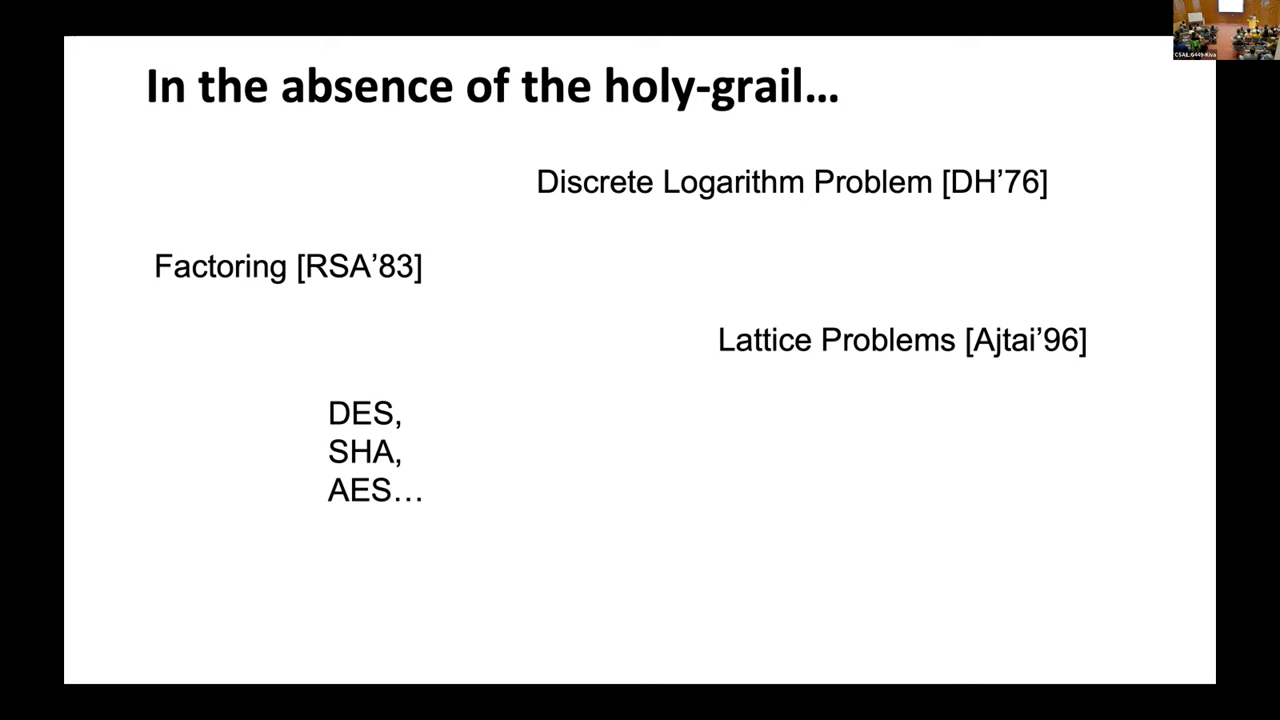 In the absence of the holy-grail...
Discrete Logarithm Problem [DH’76]
Factoring [RSA’83]
Lattice Problems [Ajtai’96]
DES,
SHA,
AES…